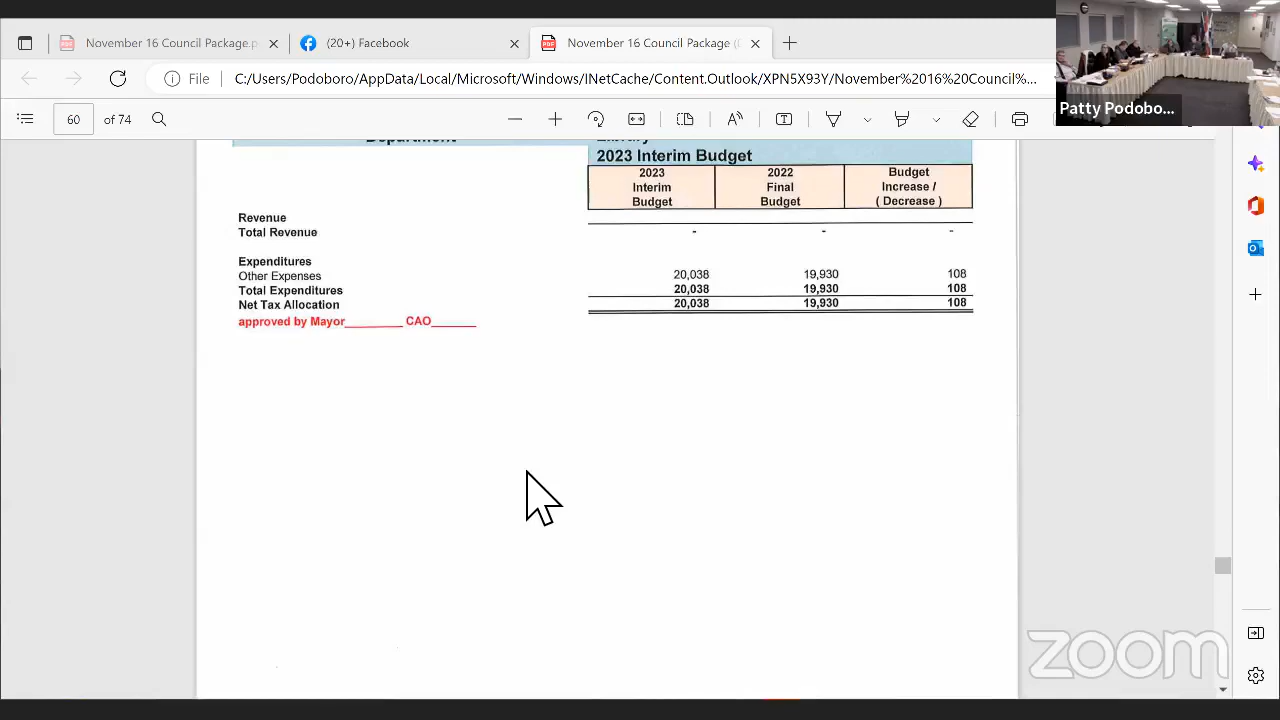 November 16 Council Package.p
(20+) Facebook
November 16 Council Package (
File
C:/Users/Podoboro/AppData/Local/Microsoft/Windows/INetCache/Content.Outlook/XPN5X93Y/November%2016%20Council%...
Patty Podobo...
60 of 74
Department
Library
2023 Interim Budget
2023 Interim Budget
2022 Final Budget
Budget Increase / ( Decrease )
Revenue
Total Revenue - - -
Expenditures
Other Expenses 20,038 19,930 108
Total Expenditures 20,038 19,930 108
Net Tax Allocation 20,038 19,930 108
approved by Mayor________ CAO______
zoom